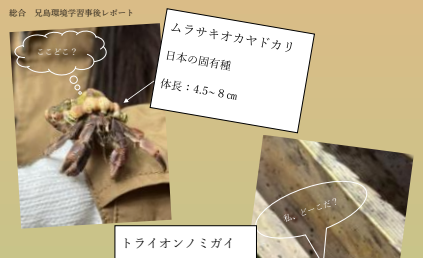 総合　兄島環境学習事後レポート
ここどこ？
ムラサキオカヤドカリ
日本の固有種
体長：4.5~８㎝
私、どーこだ？
トライオンノミガイ